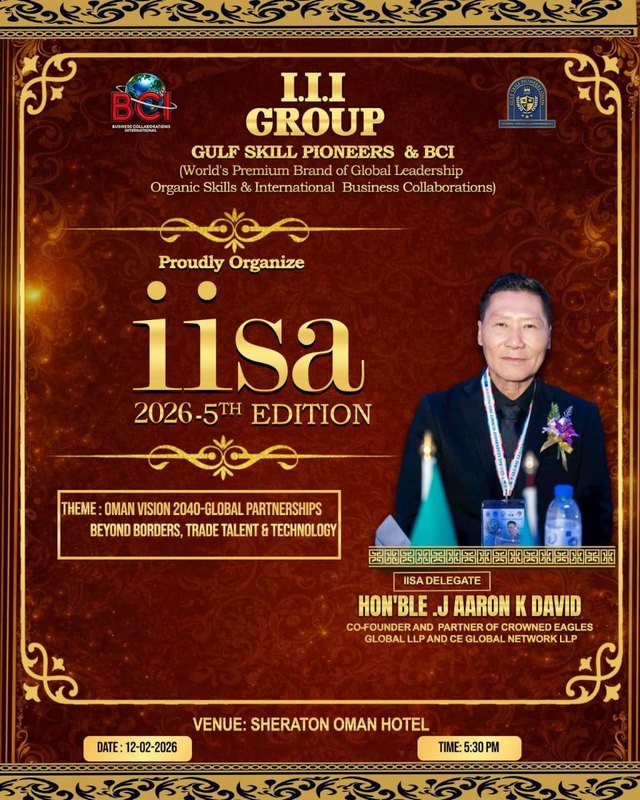 BCI
BUSINESS COLLABORATIONS
INTERNATIONAL
I.I.I
GROUP
GULF SKILL PIONEERS & BCI
(World's Premium Brand of Global Leadership
Organic Skills & International Business Collaborations)
Proudly Organize
iisa
2026-5TH EDITION
THEME : OMAN VISION 2040-GLOBAL PARTNERSHIPS
BEYOND BORDERS, TRADE TALENT & TECHNOLOGY
IISA DELEGATE
HON'BLE .J AARON K DAVID
CO-FOUNDER AND PARTNER OF CROWNED EAGLES
GLOBAL LLP AND CE GLOBAL NETWORK LLP
VENUE: SHERATON OMAN HOTEL
DATE : 12-02-2026
TIME: 5:30 PM